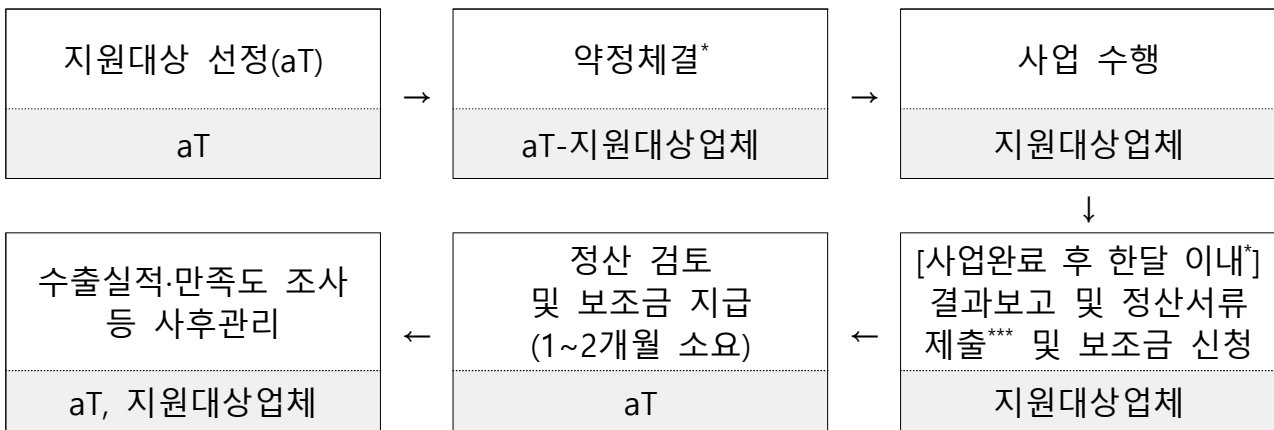 지원대상 선정(aT)
aT
→
약정체결*
aT-지원대상업체
→
사업 수행
지원대상업체
↓
[사업완료 후 한달 이내*]
결과보고 및 정산서류
제출*** 및 보조금 신청
지원대상업체
←
정산 검토
및 보조금 지급
(1~2개월 소요)
aT
←
수출실적·만족도 조사
등 사후관리
aT, 지원대상업체